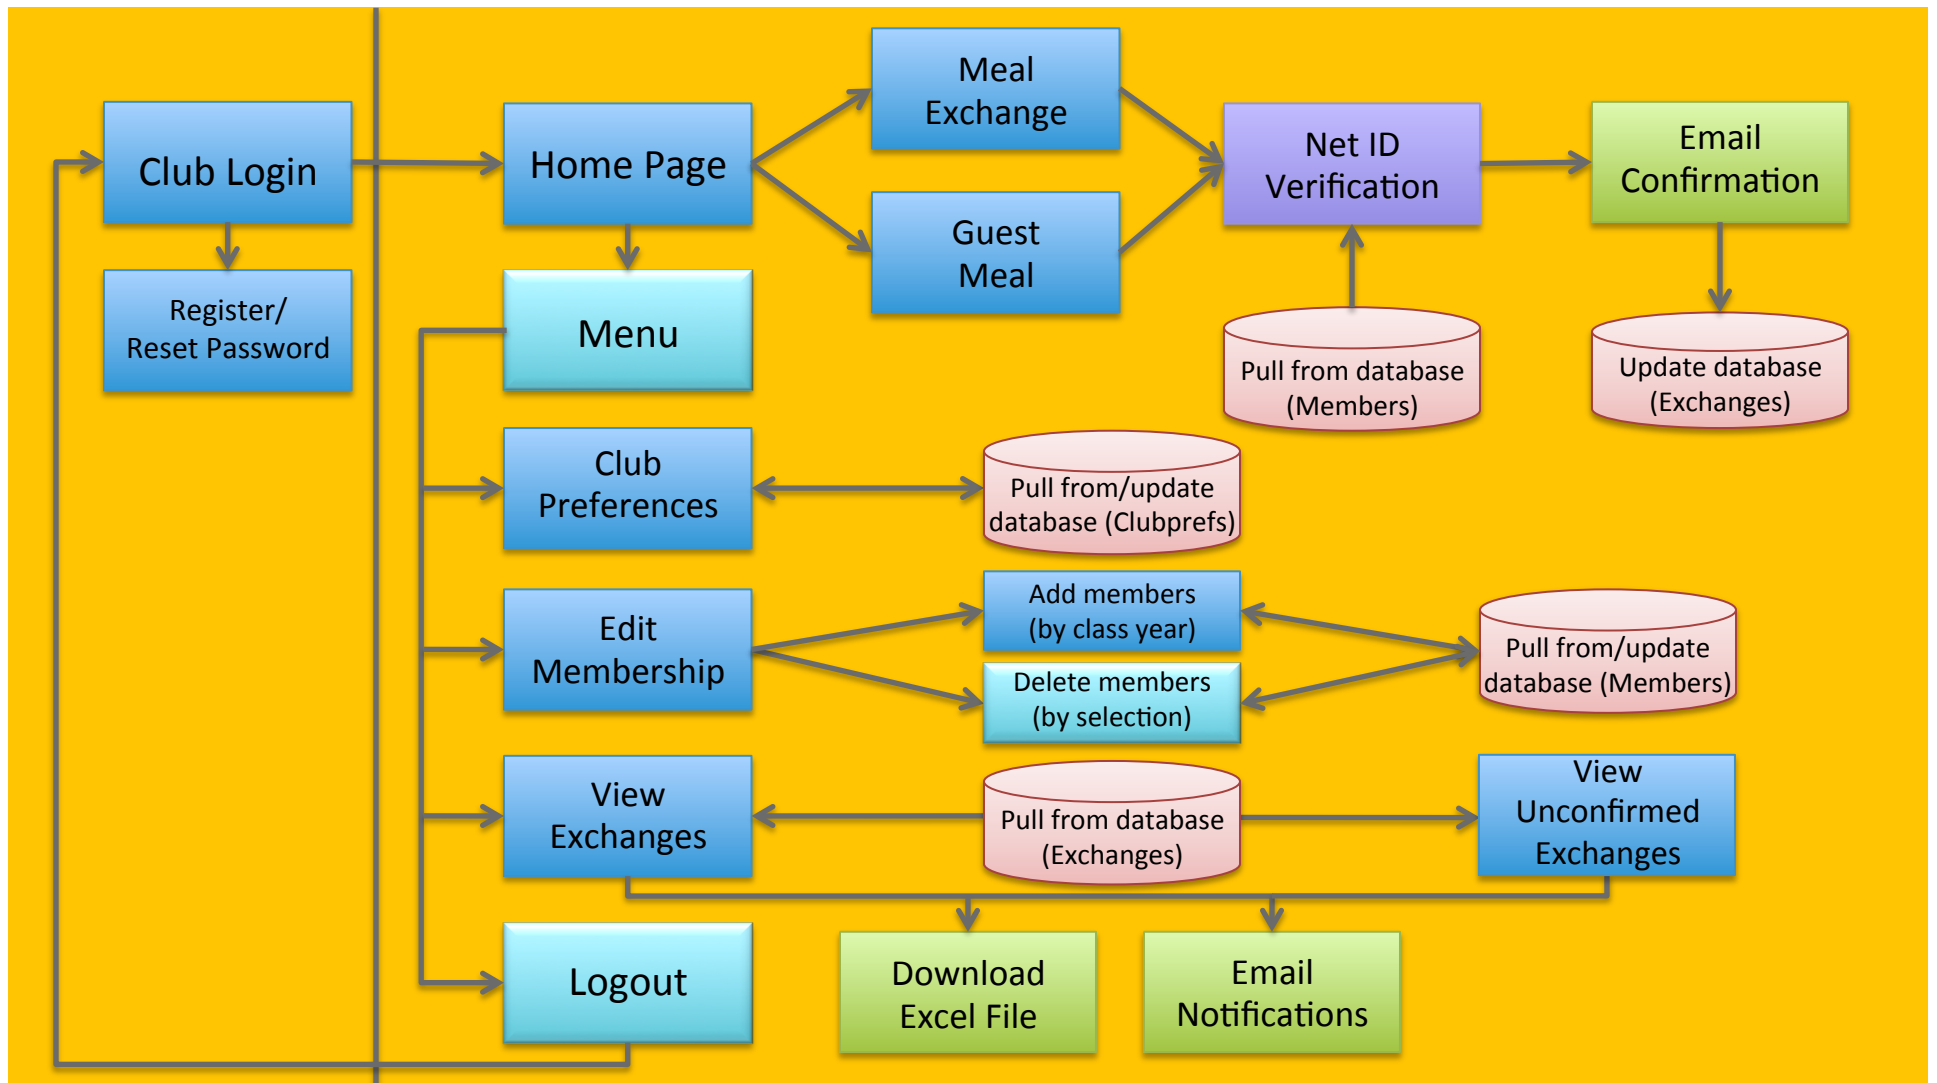 Club Login
Register/
Reset Password
Home Page
Meal
Exchange
Guest
Meal
Net ID
Verification
Email
Confirmation
Menu
Pull from database
(Members)
Update database
(Exchanges)
Club
Preferences
Pull from/update
database (Clubprefs)
Edit
Membership
Add members
(by class year)
Delete members
(by selection)
Pull from/update
database (Members)
View
Exchanges
Pull from database
(Exchanges)
View
Unconfirmed
Exchanges
Logout
Download
Excel File
Email
Notifications